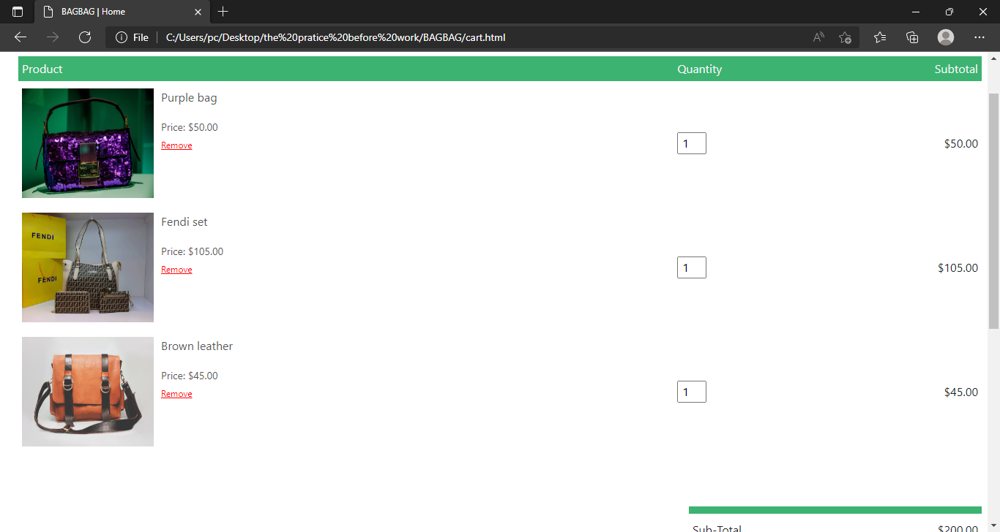 BAGBAG | Home
File
C:/Users/pc/Desktop/the%20pratice%20before%20work/BAGBAG/cart.html
Product Quantity Subtotal
Purple bag
Price: $50.00
Remove
1 $50.00
FENDI
FENDI
Fendi set
Price: $105.00
Remove
1 $105.00
Brown leather
Price: $45.00
Remove
1 $45.00
Sub-Total $200.00